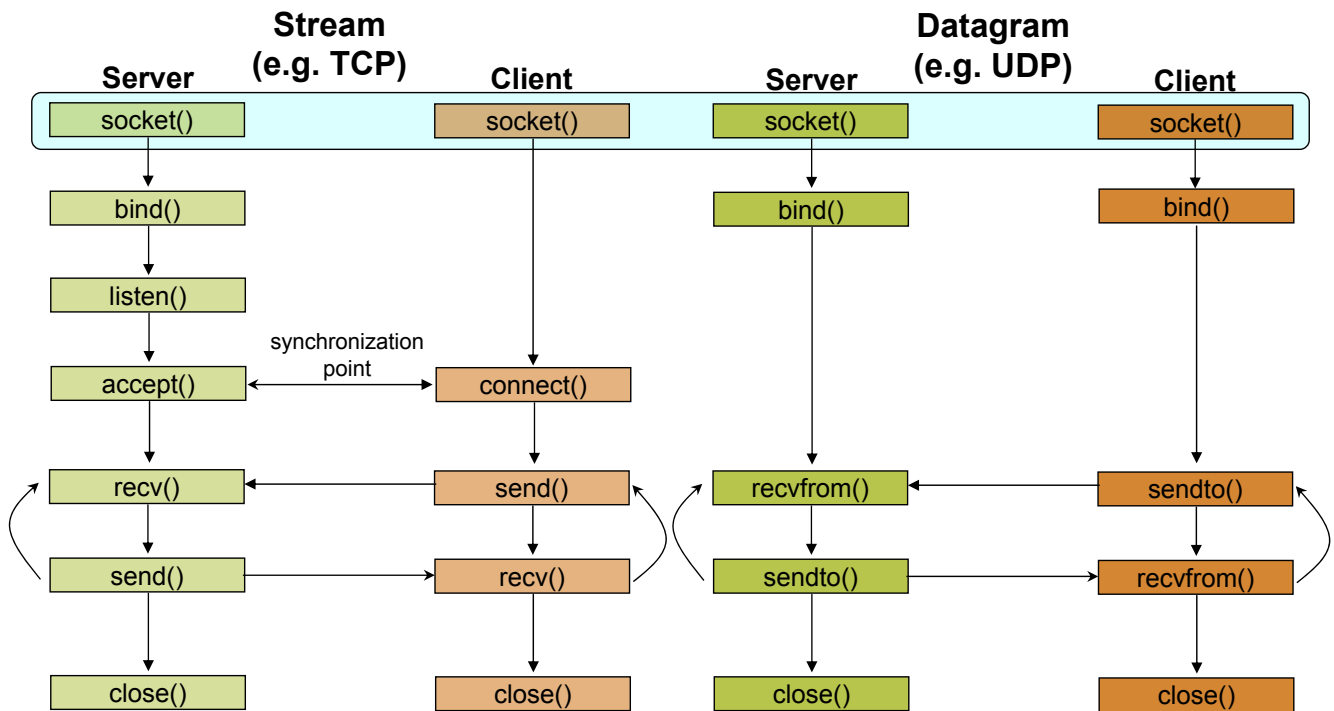 Stream
(e.g. TCP)
Datagram
(e.g. UDP)
Server
Client
Server
Client
socket()
socket()
socket()
socket()
bind()
bind()
bind()
listen()
synchronization
point
accept()
connect()
recv()
send()
recvfrom()
sendto()
send()
recv()
sendto()
recvfrom()
close()
close()
close()
close()